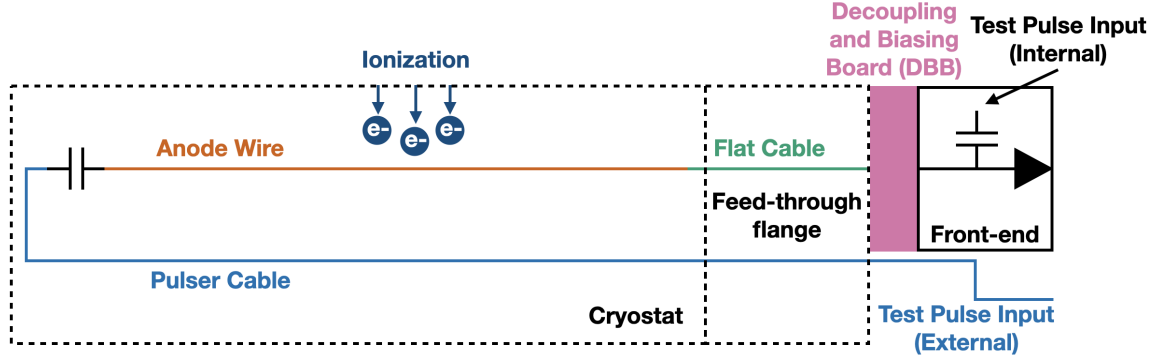 Decoupling
and Biasing
Board (DBB)
Test Pulse Input
(Internal)
Ionization
e- e- e-
Anode Wire
Flat Cable
Feed-through
flange
Front-end
Pulser Cable
Cryostat
Test Pulse Input
(External)